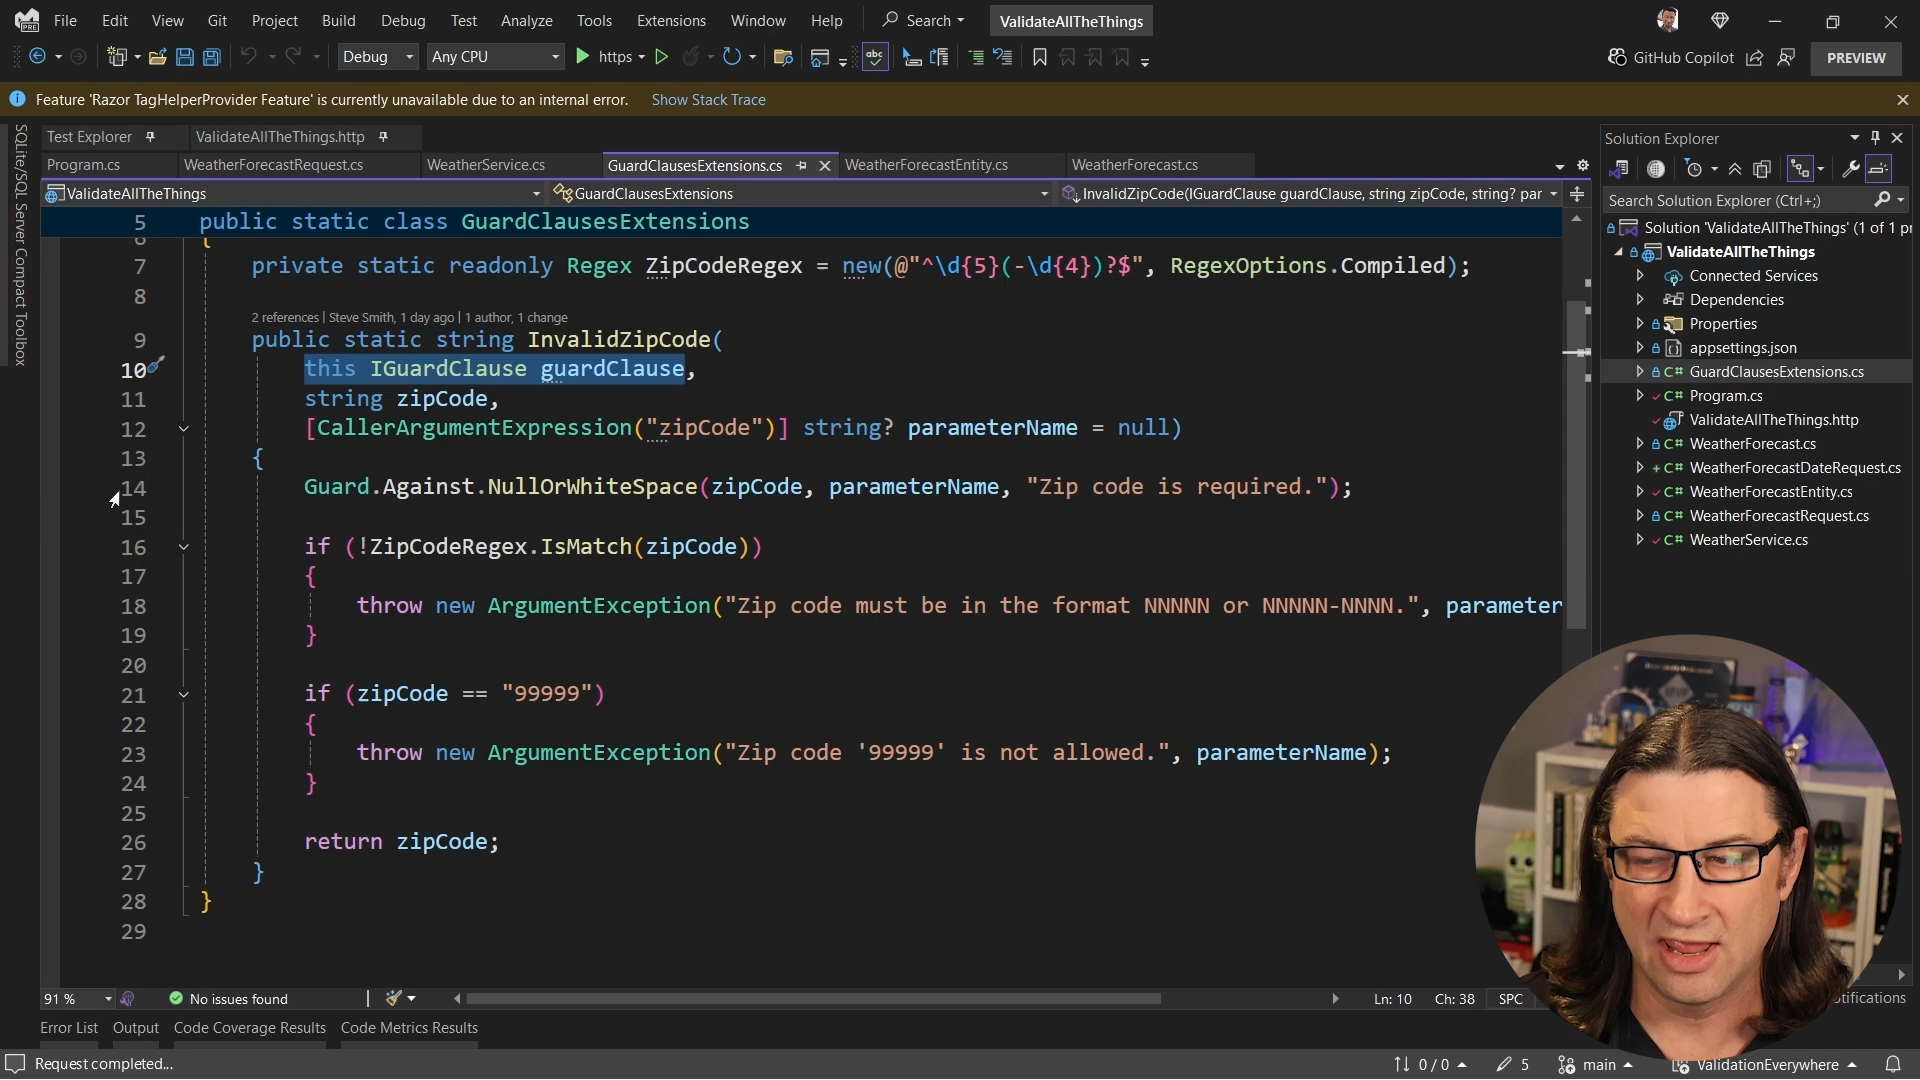 File Edit View Git Project Build Debug Test Analyze Tools Extensions Window Help Search ValidateAllTheThings
Debug Any CPU https GitHub Copilot PREVIEW
Feature 'Razor TagHelperProvider Feature' is currently unavailable due to an internal error. Show Stack Trace
SQLite/SQL Server Compact Toolbox
Test Explorer ValidateAllTheThings.http
Program.cs WeatherForecastRequest.cs WeatherService.cs GuardClausesExtensions.cs WeatherForecastEntity.cs WeatherForecast.cs
ValidateAllTheThings GuardClausesExtensions InvalidZipCode(IGuardClause guardClause, string zipCode, string? par
5 public static class GuardClausesExtensions
6 {
7 private static readonly Regex ZipCodeRegex = new(@"^\d{5}(-\d{4})?$", RegexOptions.Compiled);
8
2 references | Steve Smith, 1 day ago | 1 author, 1 change
9 public static string InvalidZipCode(
10 this IGuardClause guardClause,
11 string zipCode,
12 [CallerArgumentExpression("zipCode")] string? parameterName = null)
13 {
14 Guard.Against.NullOrWhiteSpace(zipCode, parameterName, "Zip code is required.");
15
16 if (!ZipCodeRegex.IsMatch(zipCode))
17 {
18 throw new ArgumentException("Zip code must be in the format NNNNN or NNNNN-NNNN.", parameter
19 }
20
21 if (zipCode == "99999")
22 {
23 throw new ArgumentException("Zip code '99999' is not allowed.", parameterName);
24 }
25
26 return zipCode;
27 }
28 }
29
91 % No issues found Ln: 10 Ch: 38 SPC
Error List Output Code Coverage Results Code Metrics Results
Request completed... 0 / 0 5 main ValidationEverywhere
Solution Explorer
Search Solution Explorer (Ctrl+;)
Solution 'ValidateAllTheThings' (1 of 1 pr
ValidateAllTheThings
Connected Services
Dependencies
Properties
appsettings.json
C# GuardClausesExtensions.cs
C# Program.cs
ValidateAllTheThings.http
C# WeatherForecast.cs
C# WeatherForecastDateRequest.cs
C# WeatherForecastEntity.cs
C# WeatherForecastRequest.cs
C# WeatherService.cs